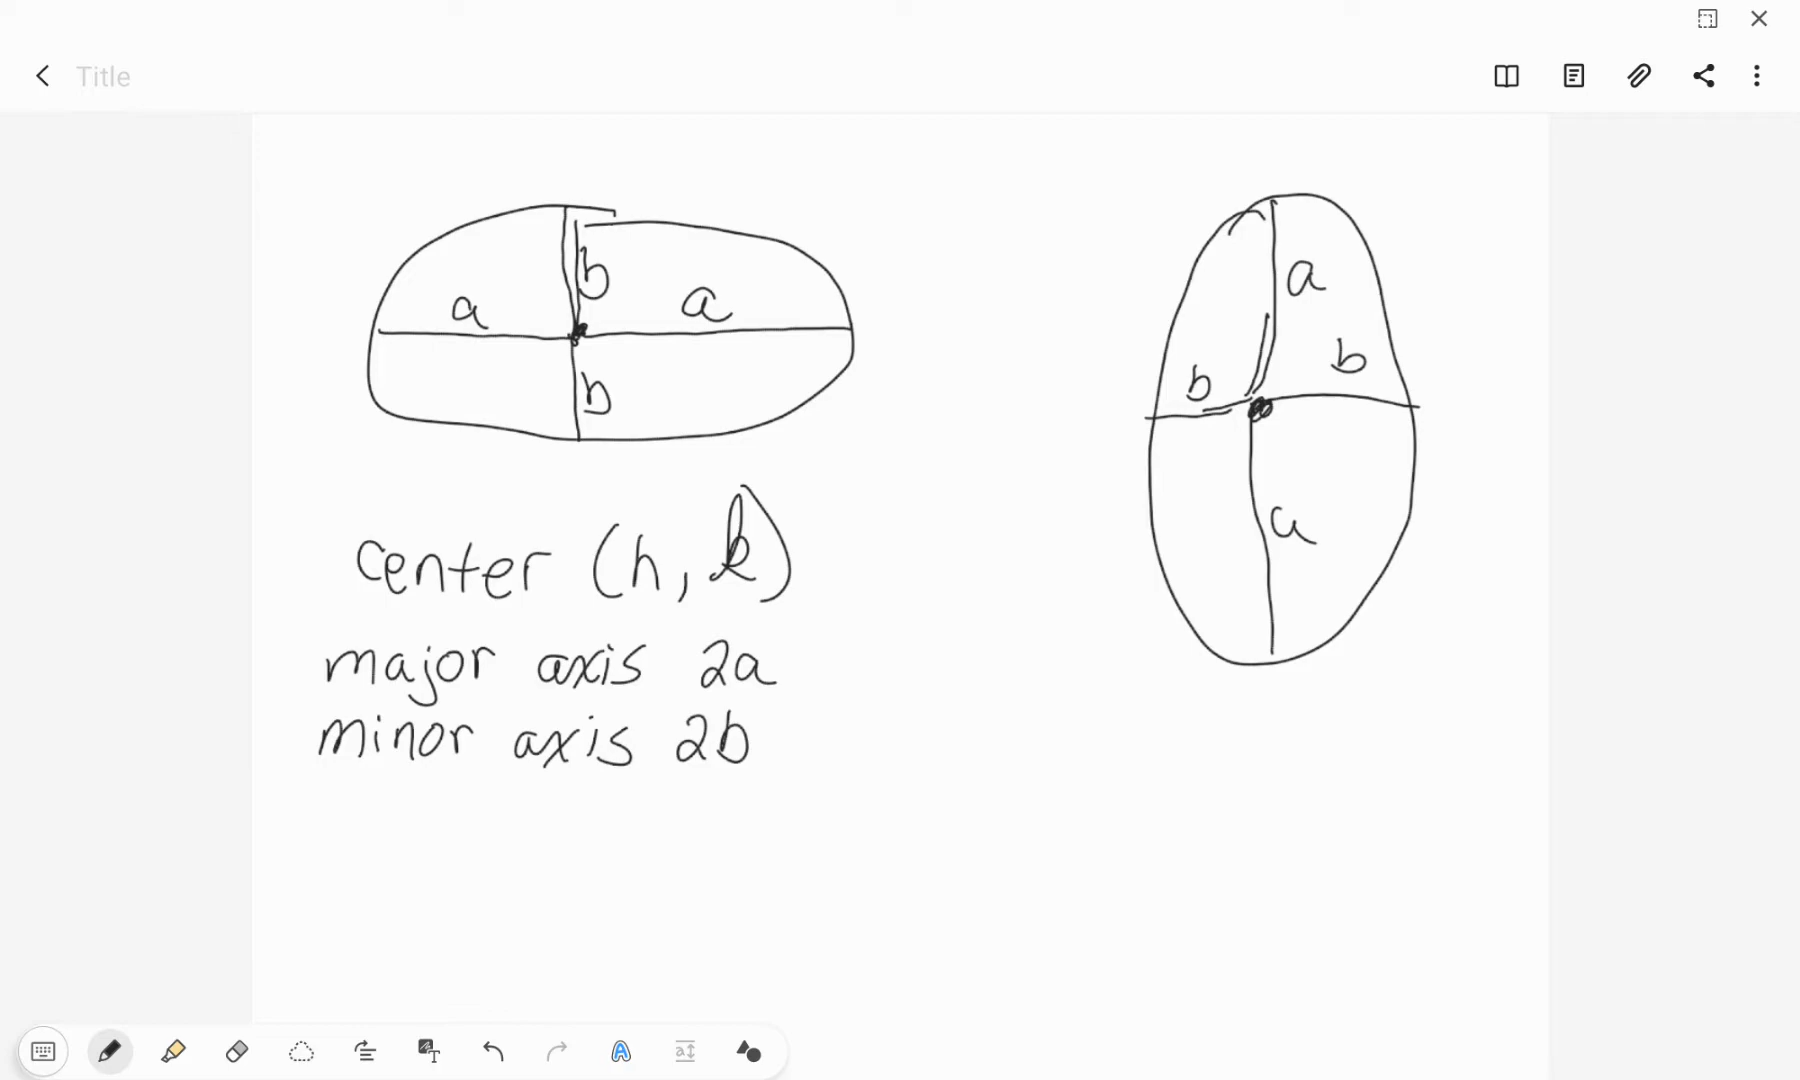 Title
b
a
a
b
a
b
b
a
center (h, k)
major axis 2a
minor axis 2b